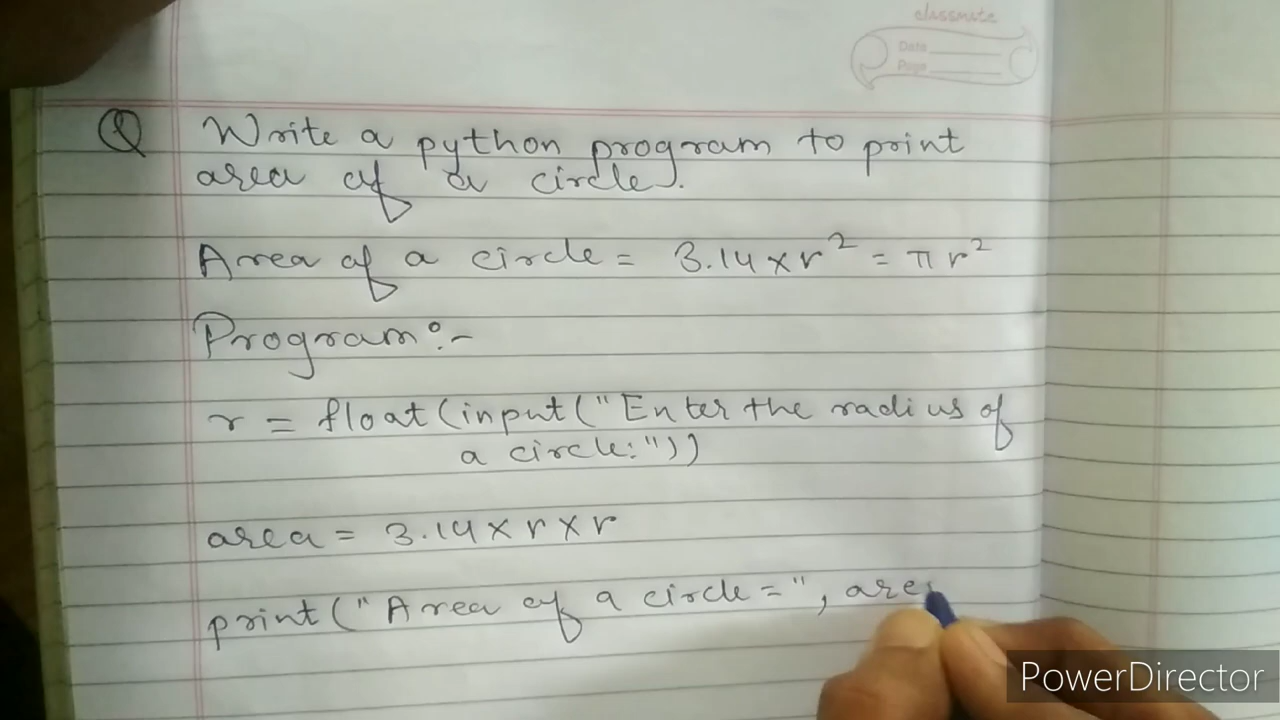 classmate
Date
Page
Q Write a python program to print
area of a circle.
Area of a circle = 3.14 × r² = πr²
Program:-
r = float(input("Enter the radius of
a circle:"))
area = 3.14 × r × r
print("Area of a circle =", are
PowerDirector